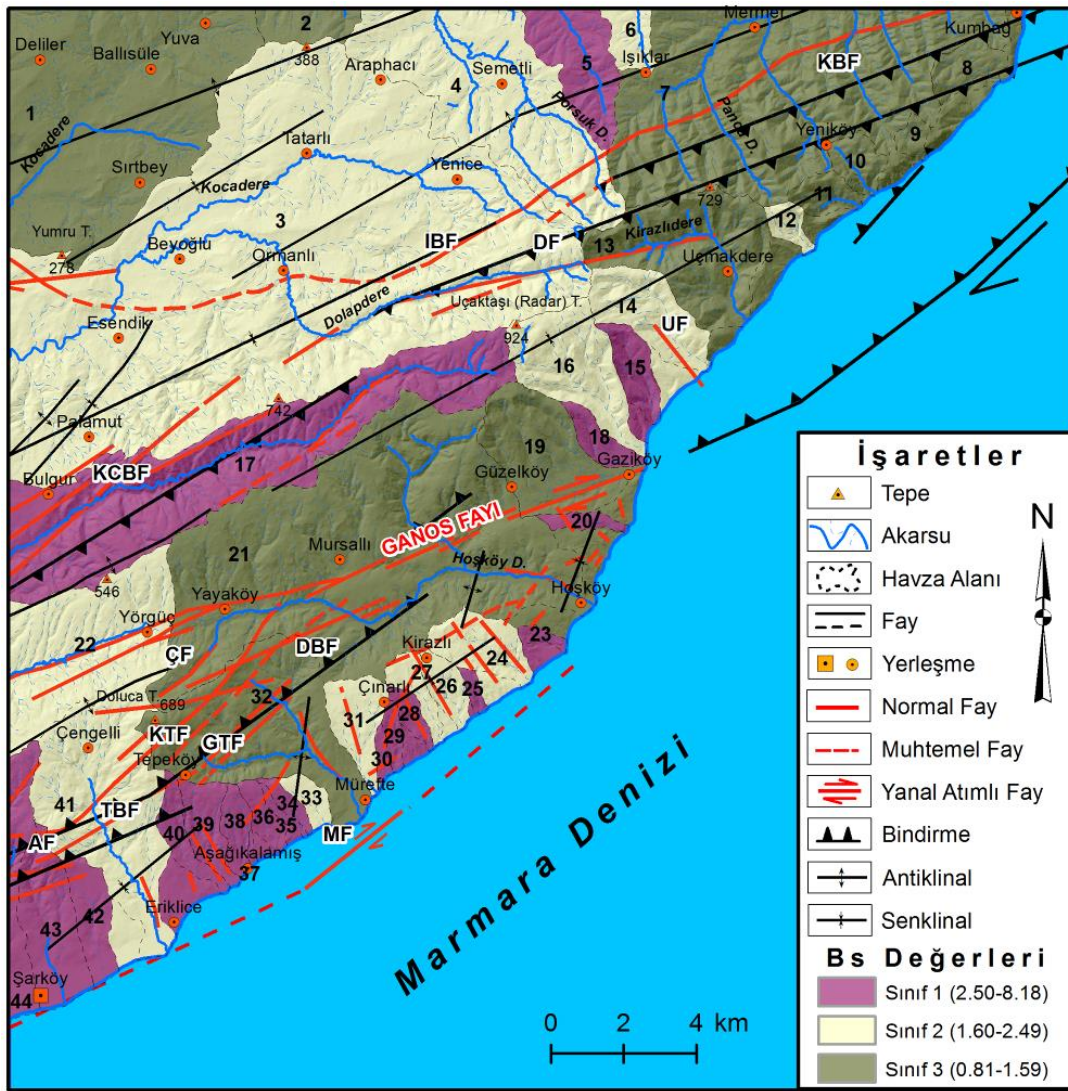 Deliler
Yuva
Ballısüle
2
388
Araphacı
Semetli
4
6
Işıklar
5
Mermer
Kumbağ
KBF
8
7
1
Kocadere
Sırtbey
Tatarlı
Kocadere
Yenice
Porsuk D.
Panca D.
Yeniköy
9
10
11
12
729
Yumru T.
278
3
Beyoğlu
Ormanlı
IBF
DF
13
Kirazlıdere
Uçmakdere
Dolapdere
Uçaktaşı (Radar) T.
924
14
UF
Esendik
16
15
Palamut
742
18
Bulgur
KCBF
17
19
Güzelköy
Gaziköy
GANOS FAYI
20
21
Mursallı
Hoşköy D.
Hoşköy
546
Yayaköy
Yörgüç
22
ÇF
DBF
Kirazlı
23
24
27
26
25
Doluca T.
689
32
Çınarlı
31
28
29
30
KTF
GTF
Çengelli
Tepeköy
Mürefte
33
34
35
36
38
39
40
41
TBF
AF
MF
Aşağıkalamış
37
Eriklice
42
43
Şarköy
44
Marmara Denizi
0 2 4 km
İşaretler
Tepe
Akarsu
Havza Alanı
Fay
Yerleşme
Normal Fay
Muhtemel Fay
Yanal Atımlı Fay
Bindirme
Antiklinal
Senklinal
Bs Değerleri
Sınıf 1 (2.50-8.18)
Sınıf 2 (1.60-2.49)
Sınıf 3 (0.81-1.59)
N